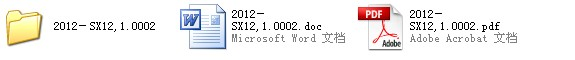 2012－SX12,1.0002
2012－
SX12,1.0002.doc
Microsoft Word 文档
PDF
Adobe
2012－
SX12,1.0002.pdf
Adobe Acrobat 文档